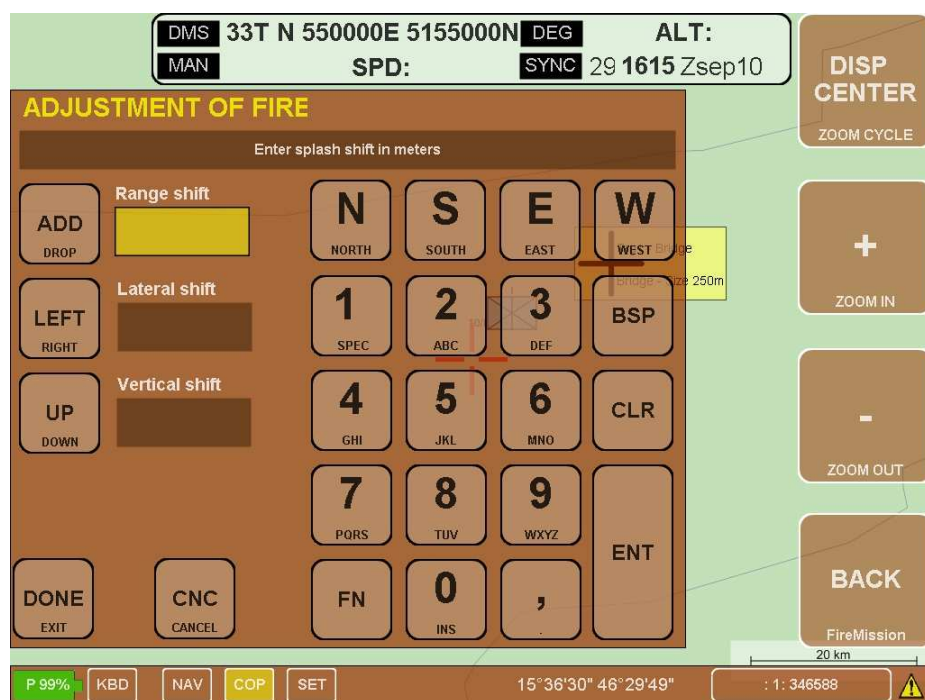 DMS 33T N 550000E 5155000N DEG ALT:
MAN SPD: SYNC 29 1615 Zsep10
DISP
CENTER
ZOOM CYCLE
ADJUSTMENT OF FIRE
Enter splash shift in meters
ADD
DROP
Range shift
N
NORTH
S
SOUTH
E
EAST
W
WEST
Bridge
Bridge - Size 250m
+
ZOOM IN
LEFT
RIGHT
Lateral shift
1
SPEC
2
ABC
3
DEF
BSP
UP
DOWN
Vertical shift
4
GHI
5
JKL
6
MNO
CLR
-
ZOOM OUT
7
PQRS
8
TUV
9
WXYZ
ENT
DONE
EXIT
CNC
CANCEL
FN
0
INS
,
.
BACK
FireMission
20 km
P 99% KBD NAV COP SET 15°36'30" 46°29'49" : 1: 346588